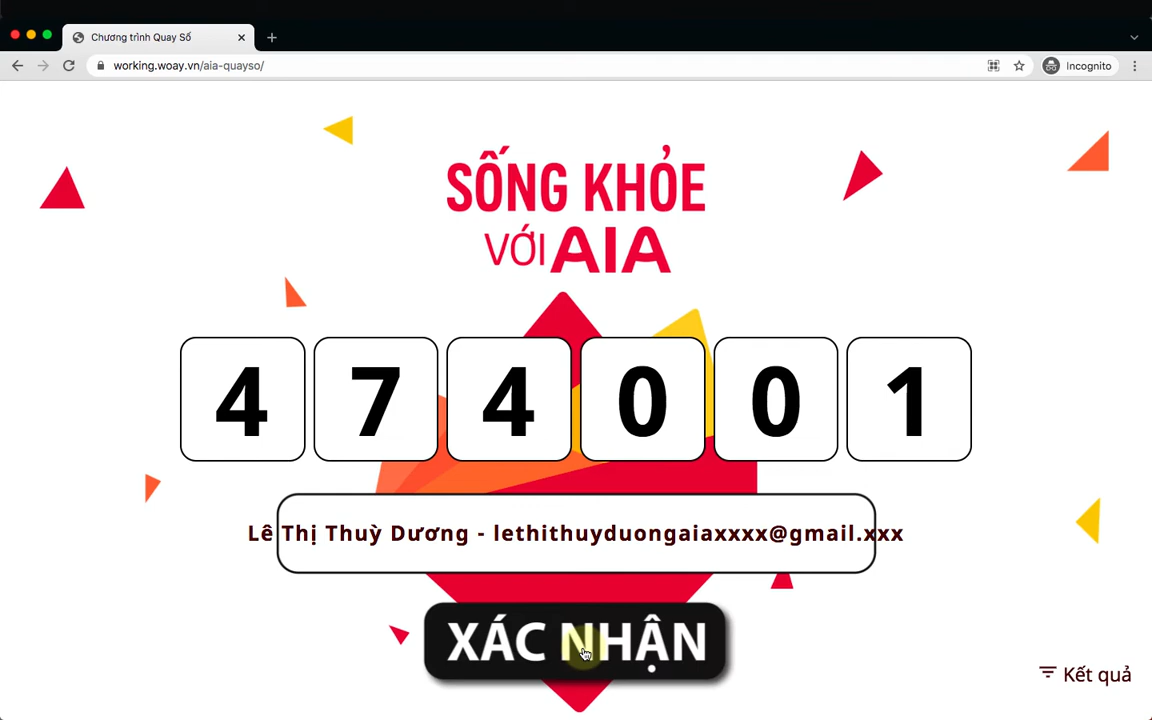 Chương trình Quay Số
working.woay.vn/aia-quayso/
Incognito
SỐNG KHỎE
VỚI AIA
4 7 4 0 0 1
Lê Thị Thuỳ Dương - lethithuyduongaiaxxxx@gmail.xxx
XÁC NHẬN
Kết quả